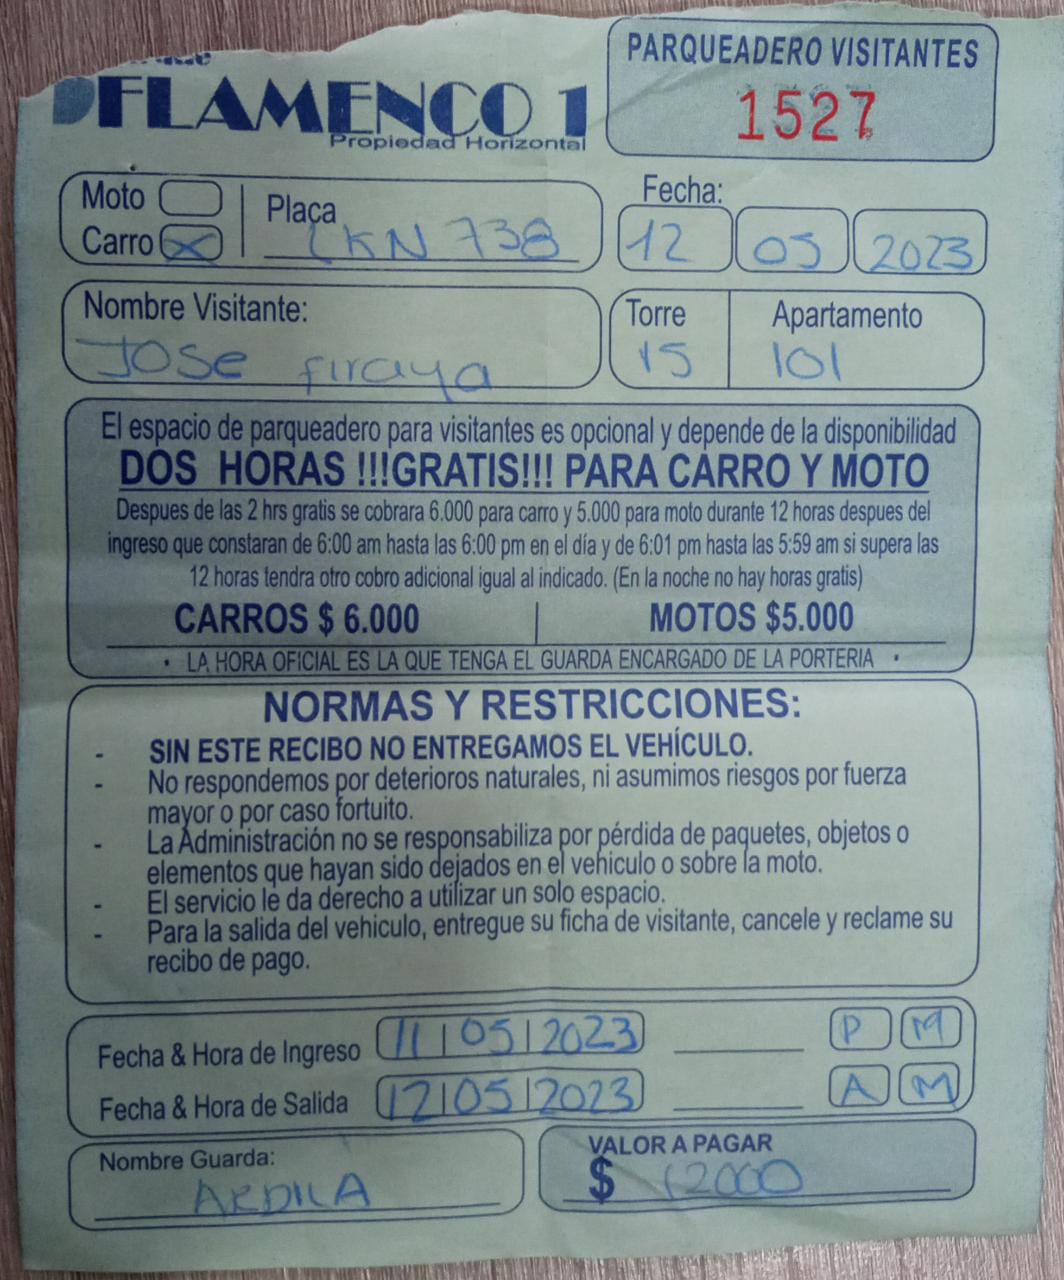 FLAMENCO 1
Propiedad Horizontal
PARQUEADERO VISITANTES
1527
Moto
Carro X
Placa
LKN 738
Fecha:
12 05 2023
Nombre Visitante:
Jose firaya
Torre
15
Apartamento
101
El espacio de parqueadero para visitantes es opcional y depende de la disponibilidad
DOS HORAS !!!GRATIS!!! PARA CARRO Y MOTO
Despues de las 2 hrs gratis se cobrara 6.000 para carro y 5.000 para moto durante 12 horas despues del
ingreso que constaran de 6:00 am hasta las 6:00 pm en el día y de 6:01 pm hasta las 5:59 am si supera las
12 horas tendra otro cobro adicional igual al indicado. (En la noche no hay horas gratis)
CARROS $ 6.000 | MOTOS $5.000
· LA HORA OFICIAL ES LA QUE TENGA EL GUARDA ENCARGADO DE LA PORTERIA ·
NORMAS Y RESTRICCIONES:
- SIN ESTE RECIBO NO ENTREGAMOS EL VEHÍCULO.
- No respondemos por deterioros naturales, ni asumimos riesgos por fuerza
mayor o por caso fortuito.
- La Administración no se responsabiliza por pérdida de paquetes, objetos o
elementos que hayan sido dejados en el vehiculo o sobre la moto.
- El servicio le da derecho a utilizar un solo espacio.
- Para la salida del vehiculo, entregue su ficha de visitante, cancele y reclame su
recibo de pago.
Fecha & Hora de Ingreso 11|05|2023 P M
Fecha & Hora de Salida 12|05|2023 A M
Nombre Guarda:
ARDILA
VALOR A PAGAR
$ 12000